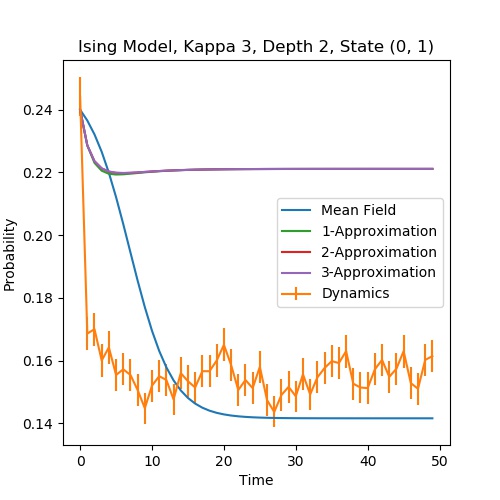 Ising Model, Kappa 3, Depth 2, State (0, 1)
Probability
0.24
0.22
0.20
0.18
0.16
0.14
Mean Field
1-Approximation
2-Approximation
3-Approximation
Dynamics
0 10 20 30 40 50
Time